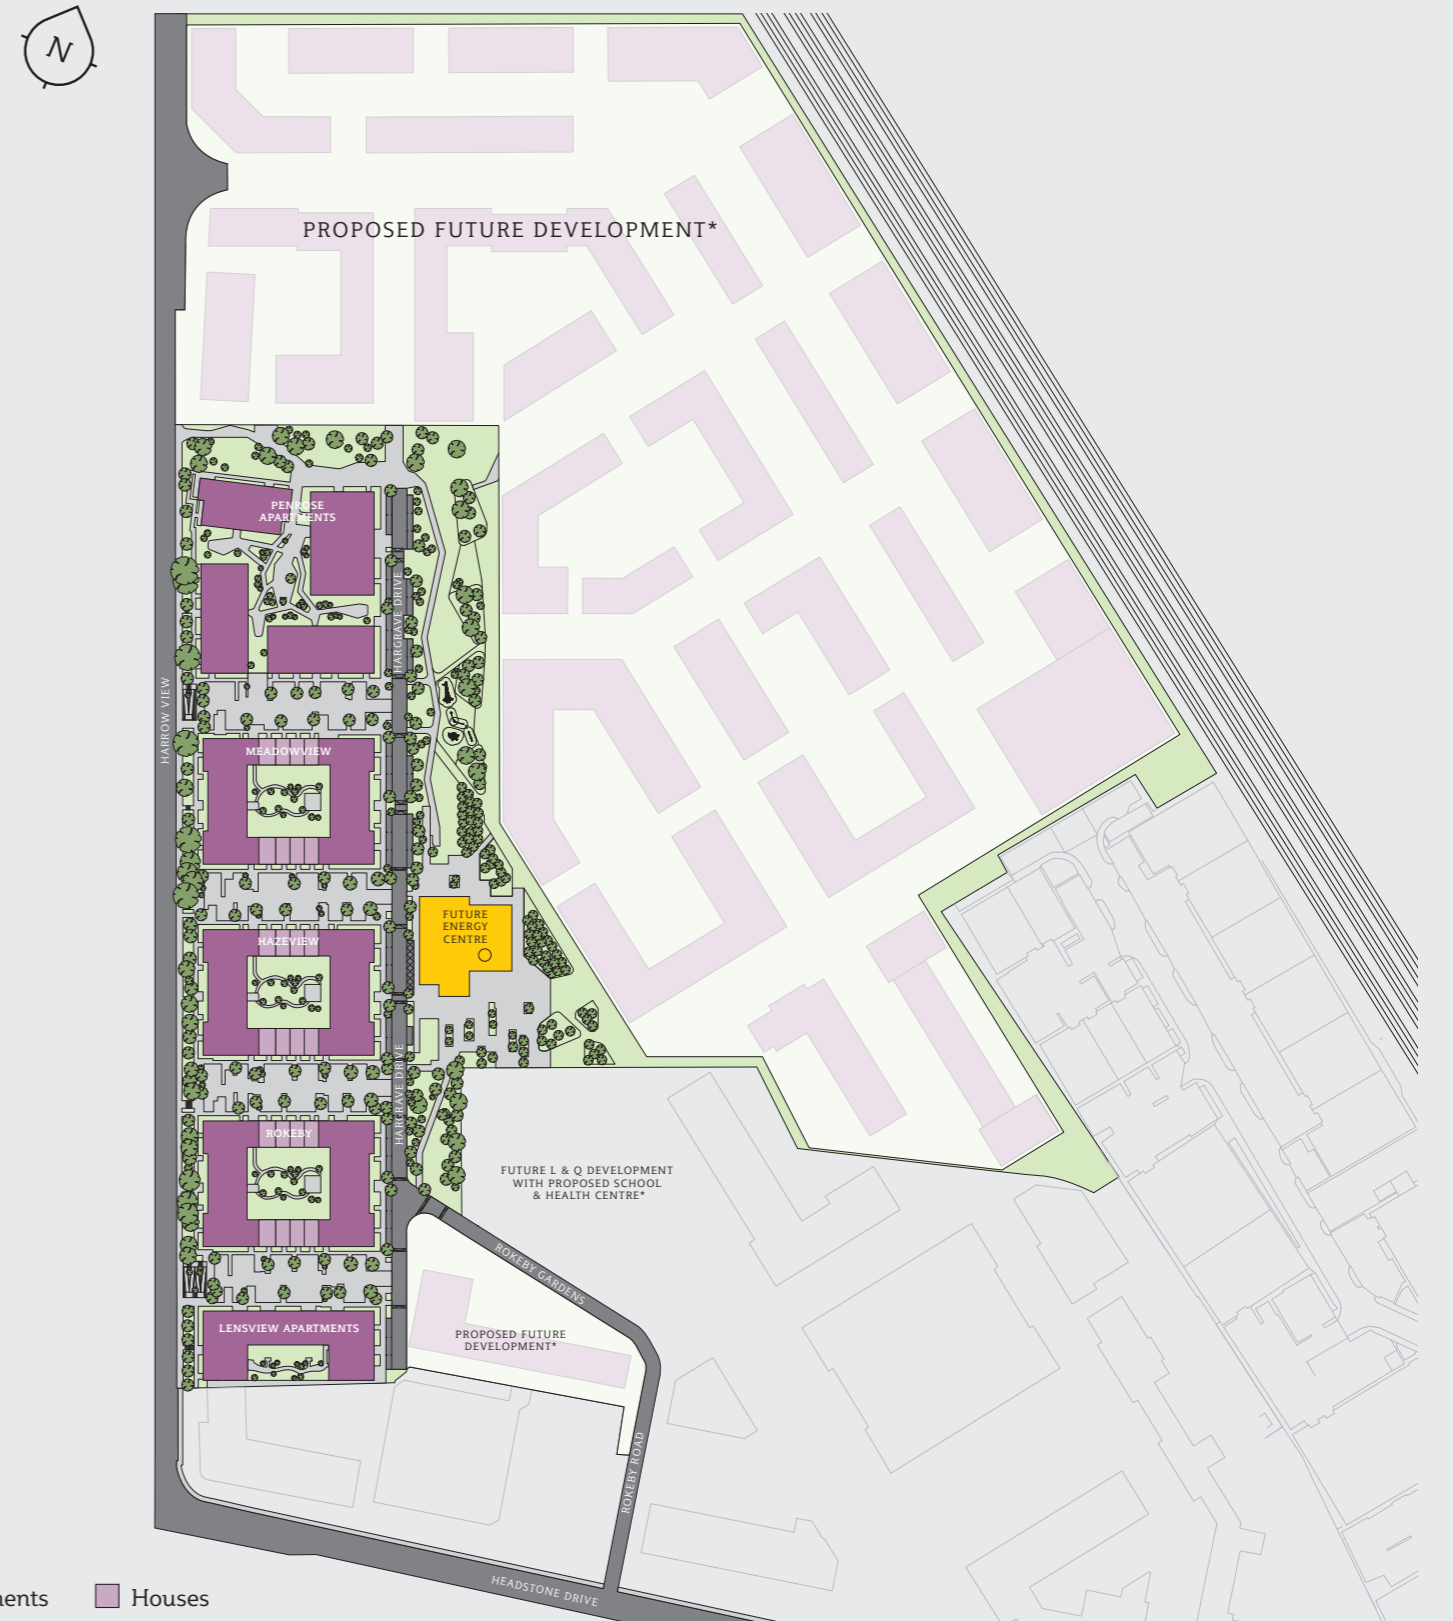 N
PROPOSED FUTURE DEVELOPMENT*
PENROSE
APARTMENTS
HARGRAVE DRIVE
HARROW VIEW
MEADOWVIEW
FUTURE
ENERGY
CENTRE
HAZEVIEW
HARGRAVE DRIVE
ROKEBY
FUTURE L & Q DEVELOPMENT
WITH PROPOSED SCHOOL
& HEALTH CENTRE*
ROKEBY GARDENS
LENSVIEW APARTMENTS
PROPOSED FUTURE
DEVELOPMENT*
ROKEBY ROAD
HEADSTONE DRIVE
ments
Houses